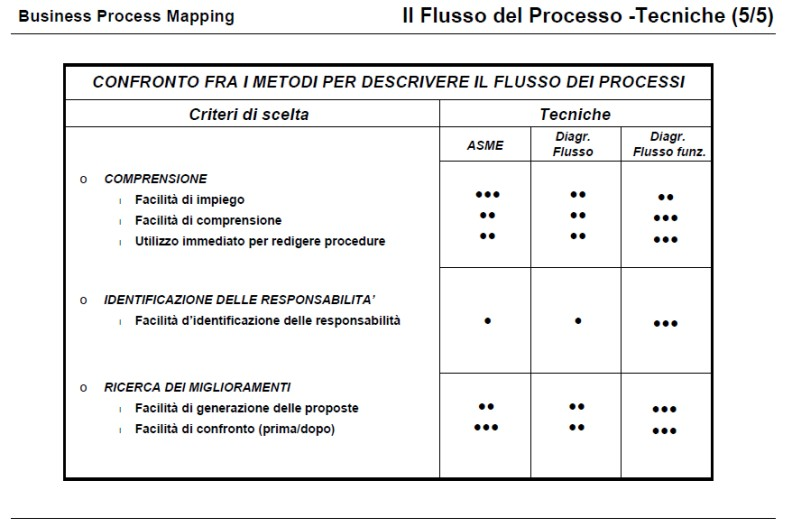 Business Process Mapping
Il Flusso del Processo -Tecniche (5/5)
CONFRONTO FRA I METODI PER DESCRIVERE IL FLUSSO DEI PROCESSI
Criteri di scelta Tecniche
ASME Diagr. Flusso Diagr. Flusso funz.
o COMPRENSIONE
Facilità di impiego ●●● ●● ●●
Facilità di comprensione ●● ●● ●●●
Utilizzo immediato per redigere procedure ●● ●● ●●●
o IDENTIFICAZIONE DELLE RESPONSABILITA’
Facilità d’identificazione delle responsabilità ● ● ●●●
o RICERCA DEI MIGLIORAMENTI
Facilità di generazione delle proposte ●● ●● ●●●
Facilità di confronto (prima/dopo) ●●● ●● ●●●